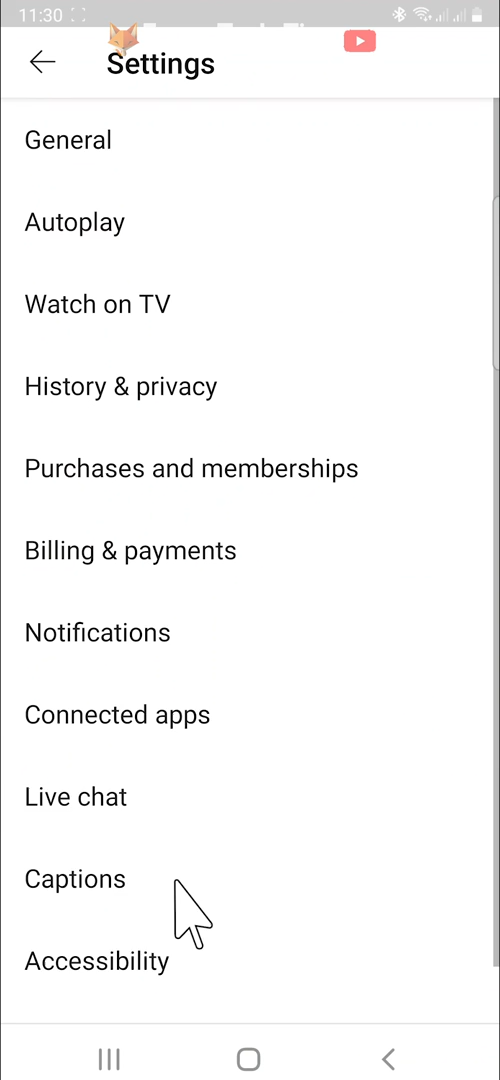 11:30
Settings
General
Autoplay
Watch on TV
History & privacy
Purchases and memberships
Billing & payments
Notifications
Connected apps
Live chat
Captions
Accessibility